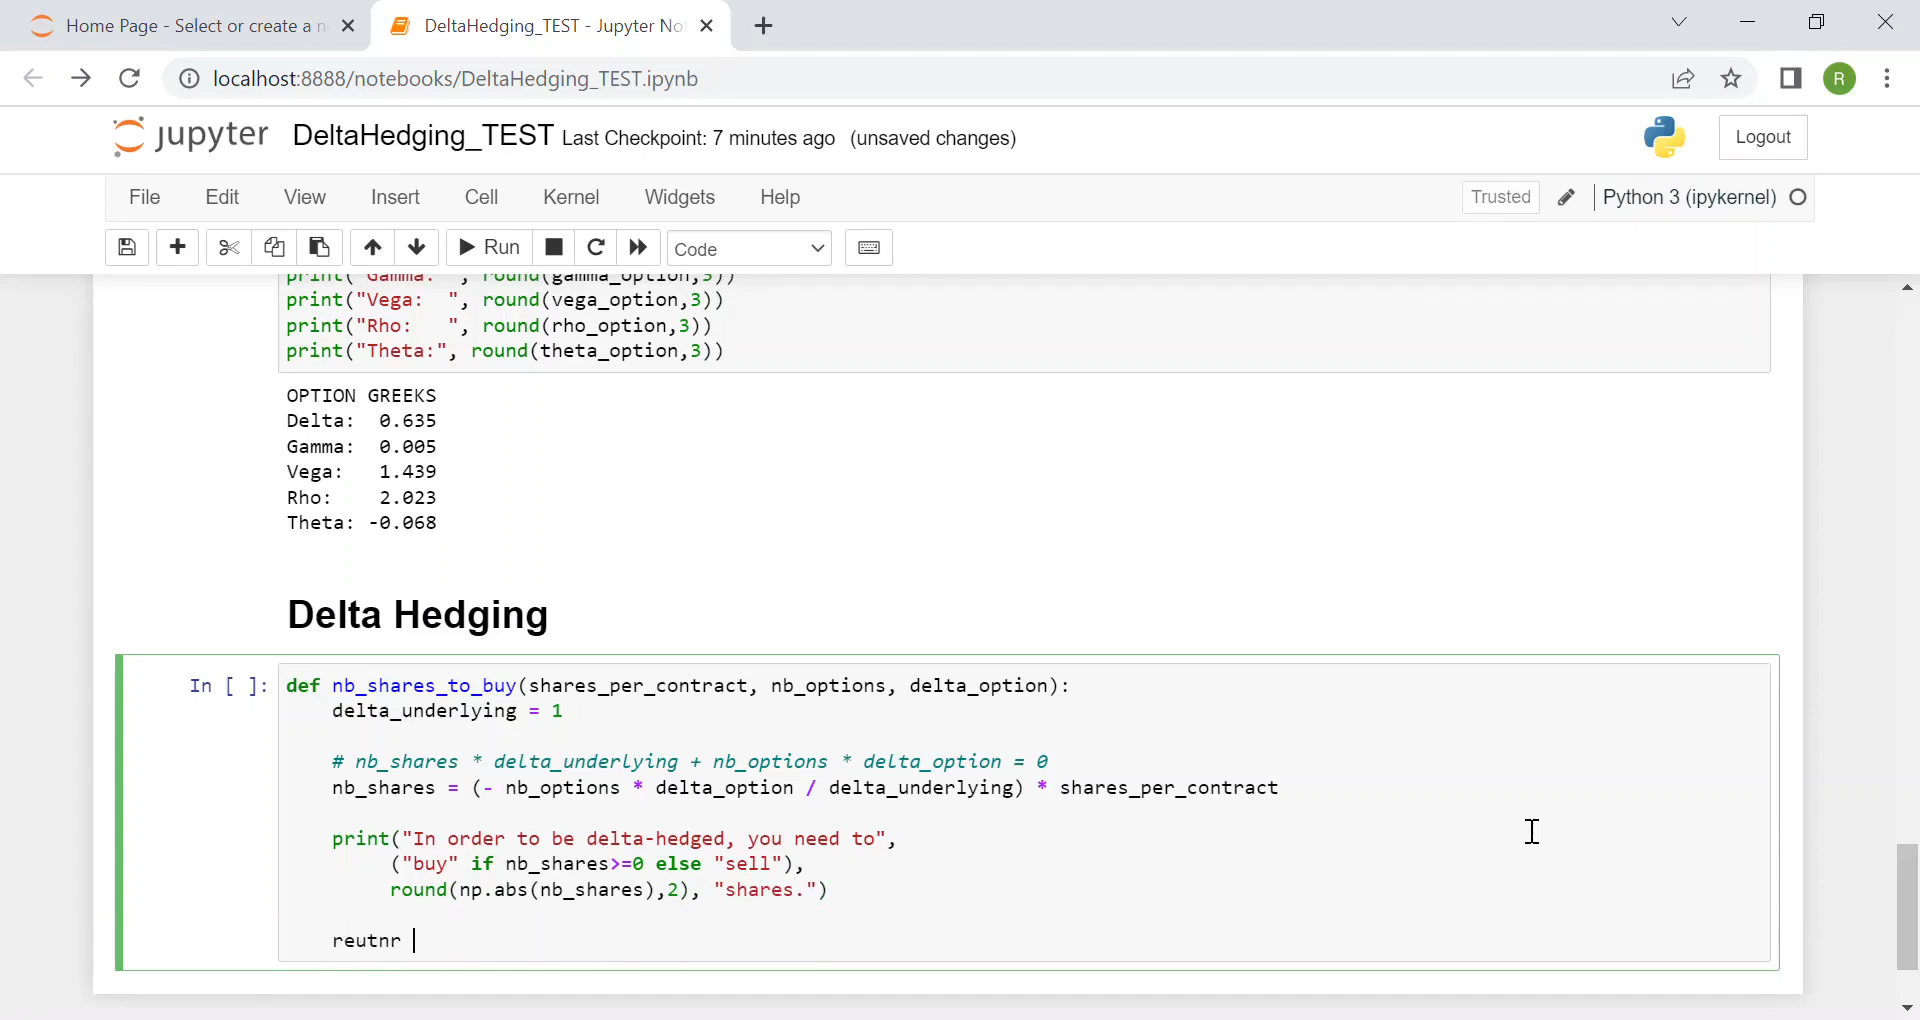 Home Page - Select or create a n
DeltaHedging_TEST - Jupyter No
localhost:8888/notebooks/DeltaHedging_TEST.ipynb
R
jupyter DeltaHedging_TEST Last Checkpoint: 7 minutes ago (unsaved changes)
Logout
File Edit View Insert Cell Kernel Widgets Help
Trusted Python 3 (ipykernel)
Run Code
print("Gamma: ", round(gamma_option,3))
print("Vega:  ", round(vega_option,3))
print("Rho:   ", round(rho_option,3))
print("Theta:", round(theta_option,3))
OPTION GREEKS
Delta:  0.635
Gamma:  0.005
Vega:   1.439
Rho:    2.023
Theta: -0.068
Delta Hedging
In [ ]: def nb_shares_to_buy(shares_per_contract, nb_options, delta_option):
    delta_underlying = 1
    # nb_shares * delta_underlying + nb_options * delta_option = 0
    nb_shares = (- nb_options * delta_option / delta_underlying) * shares_per_contract
    print("In order to be delta-hedged, you need to",
         ("buy" if nb_shares>=0 else "sell"),
         round(np.abs(nb_shares),2), "shares.")
    reutnr